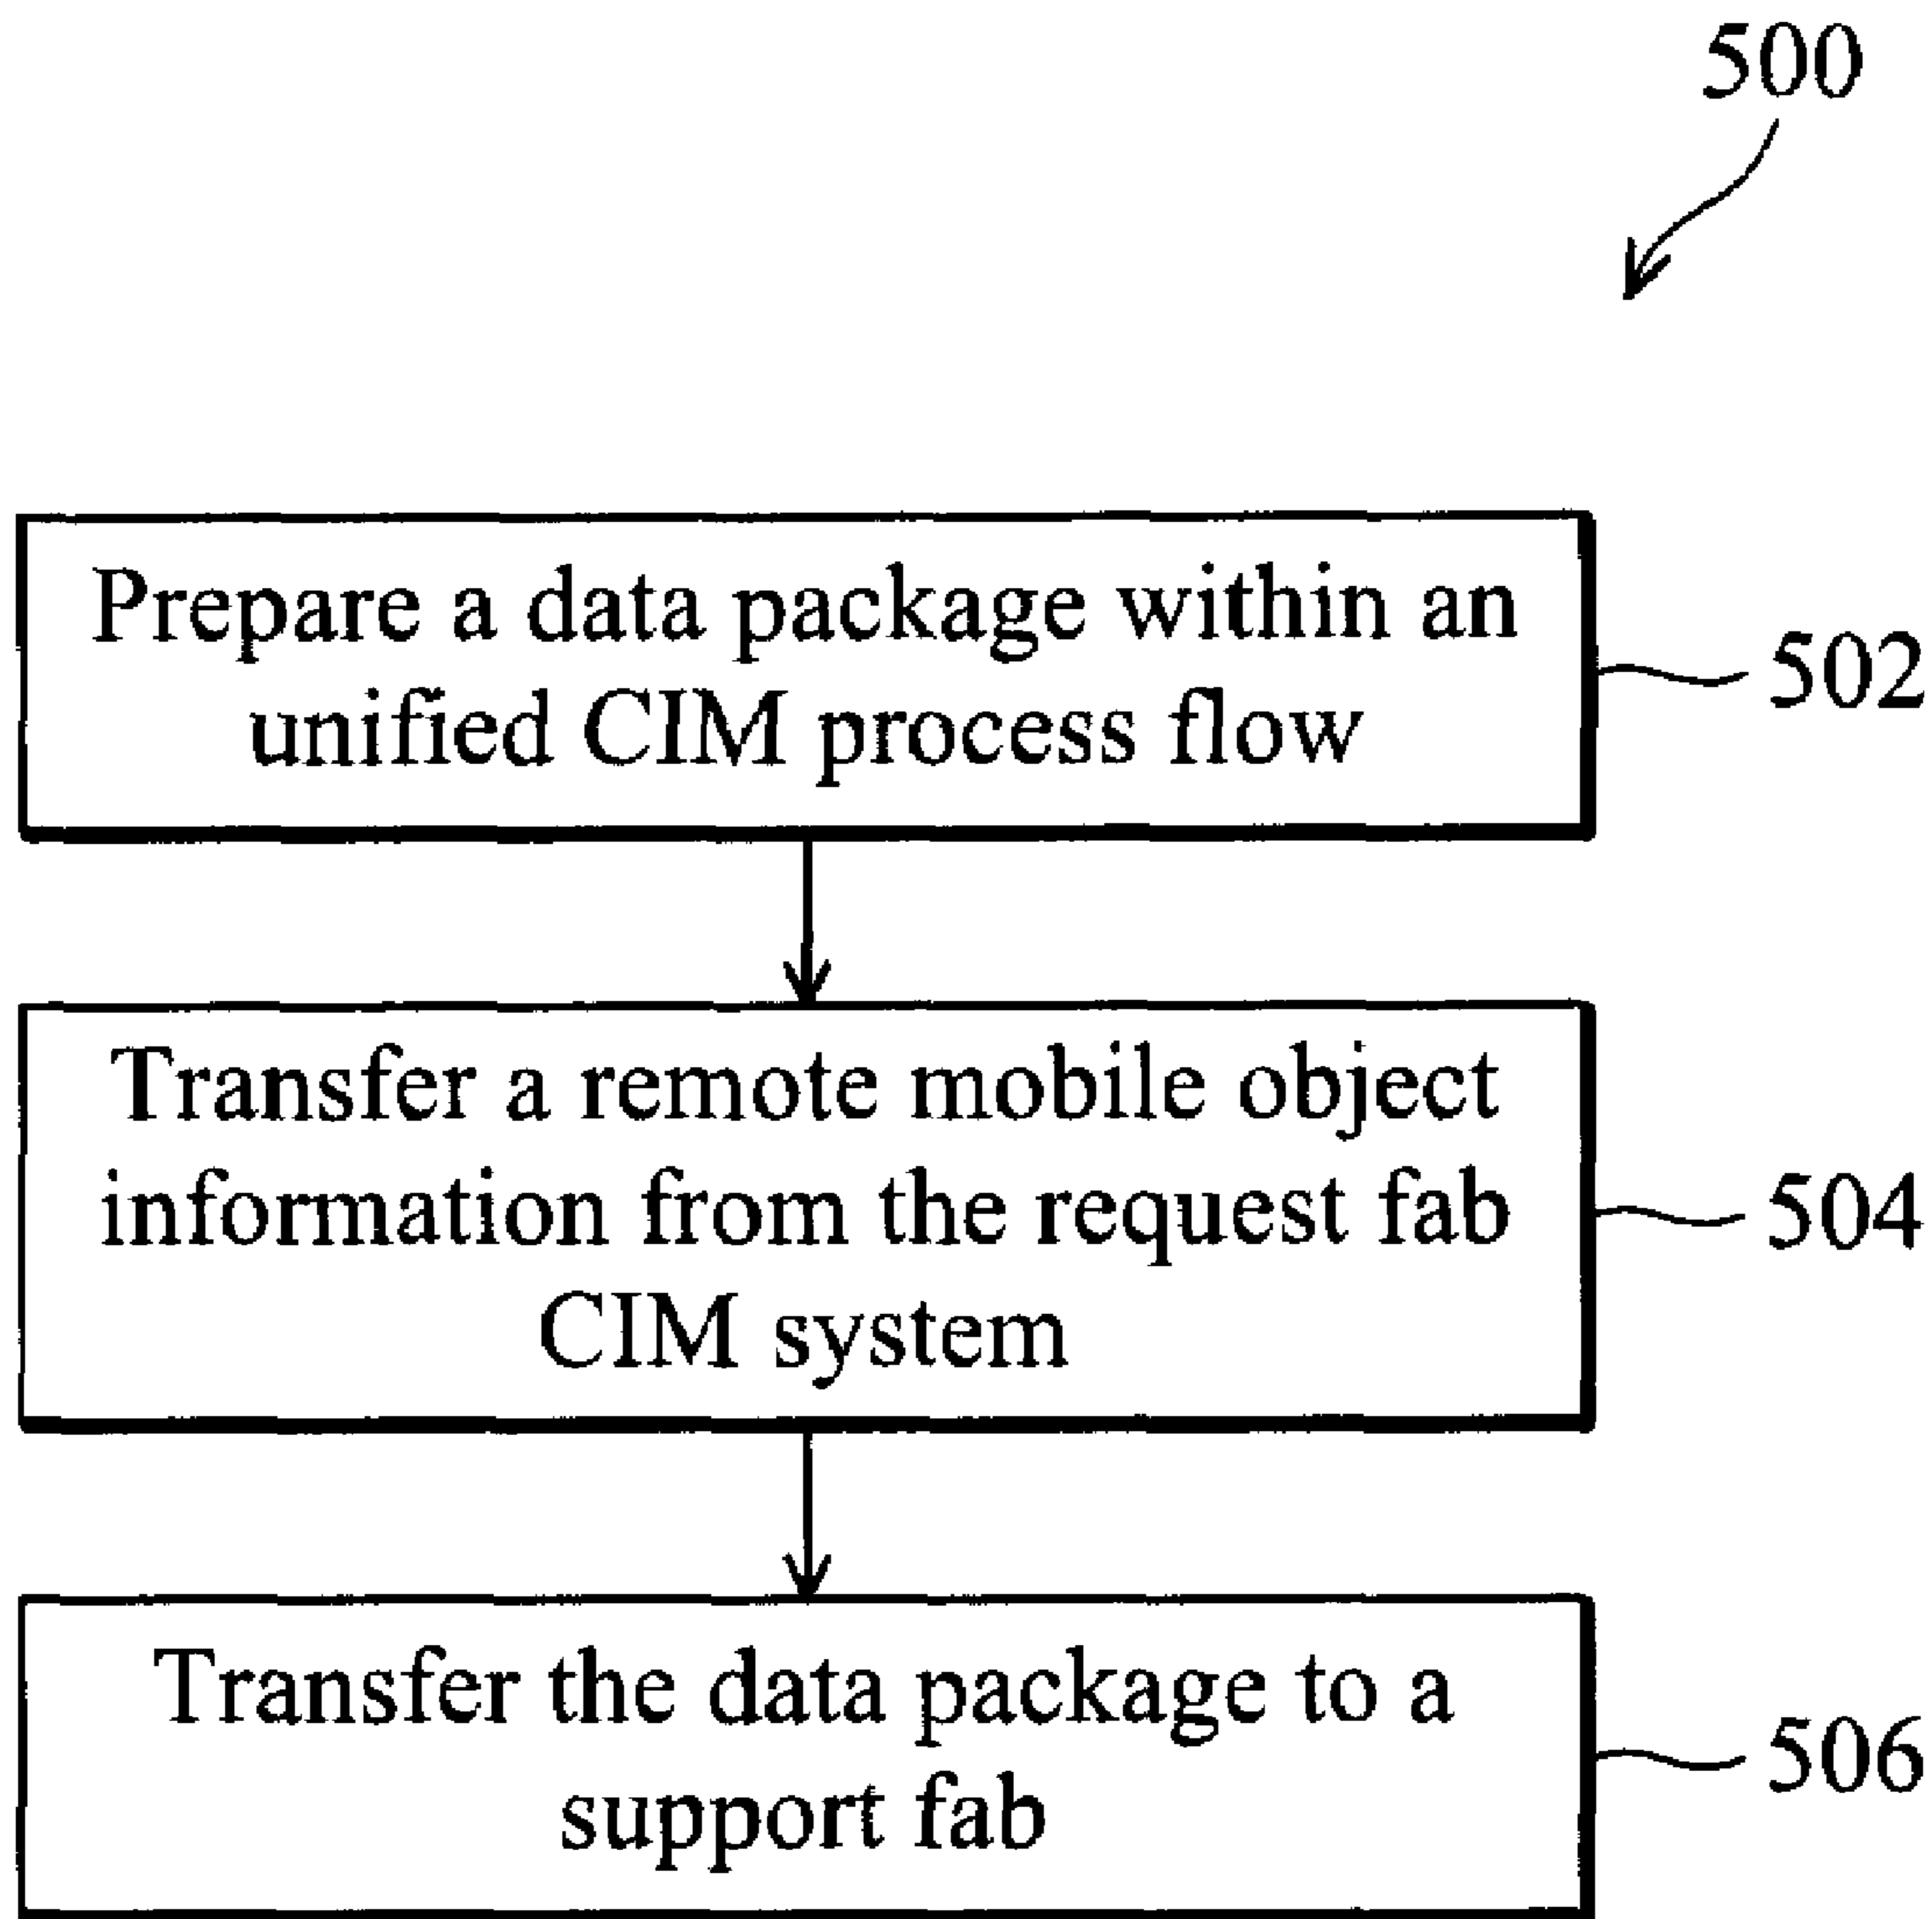 500
Prepare a data package within an
unified CIM process flow
502
Transfer a remote mobile object
information from the request fab
CIM system
504
Transfer the data package to a
support fab
506